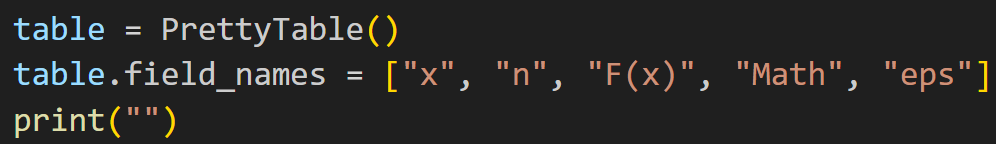 table = PrettyTable()
table.field_names = ["x", "n", "F(x)", "Math", "eps"]
print("")